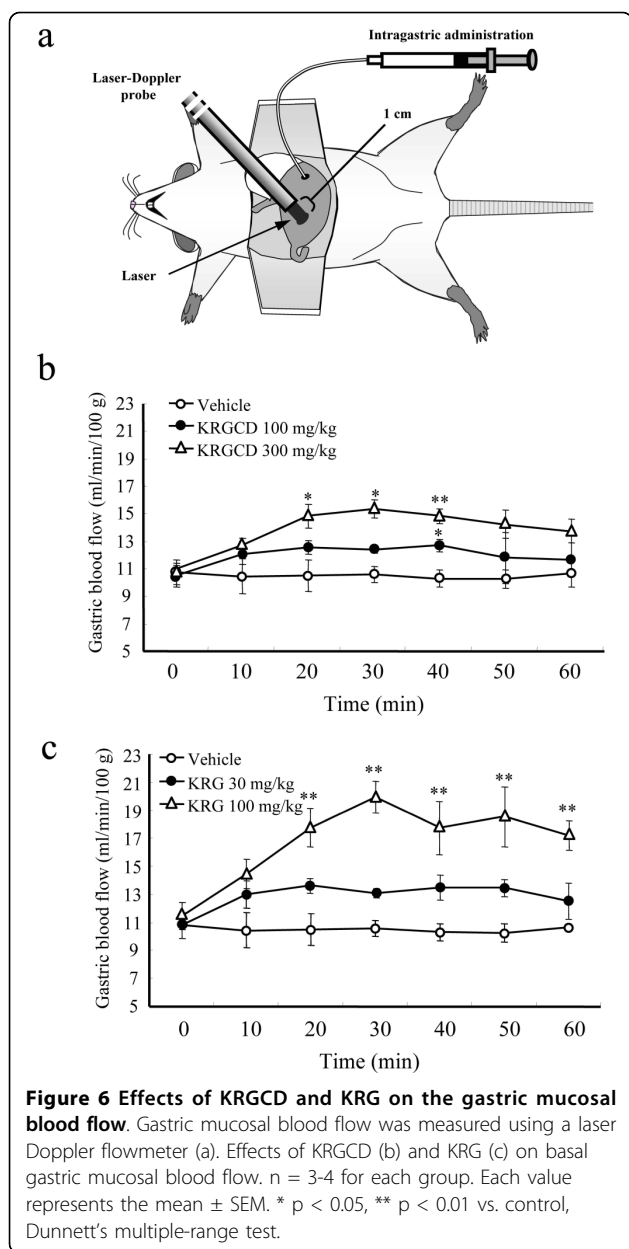 a
Intragastric administration
Laser-Doppler
probe
1 cm
Laser
b
Gastric blood flow (ml/min/100 g)
23
21
19
17
15
13
11
9
7
5
Vehicle
KRGCD 100 mg/kg
KRGCD 300 mg/kg
* * **
*
0 10 20 30 40 50 60
Time (min)
c
Gastric blood flow (ml/min/100 g)
23
21
19
17
15
13
11
9
7
5
Vehicle
KRG 30 mg/kg
KRG 100 mg/kg
** ** ** ** **
0 10 20 30 40 50 60
Time (min)
Figure 6 Effects of KRGCD and KRG on the gastric mucosal
blood flow. Gastric mucosal blood flow was measured using a laser
Doppler flowmeter (a). Effects of KRGCD (b) and KRG (c) on basal
gastric mucosal blood flow. n = 3-4 for each group. Each value
represents the mean ± SEM. * p < 0.05, ** p < 0.01 vs. control,
Dunnett's multiple-range test.